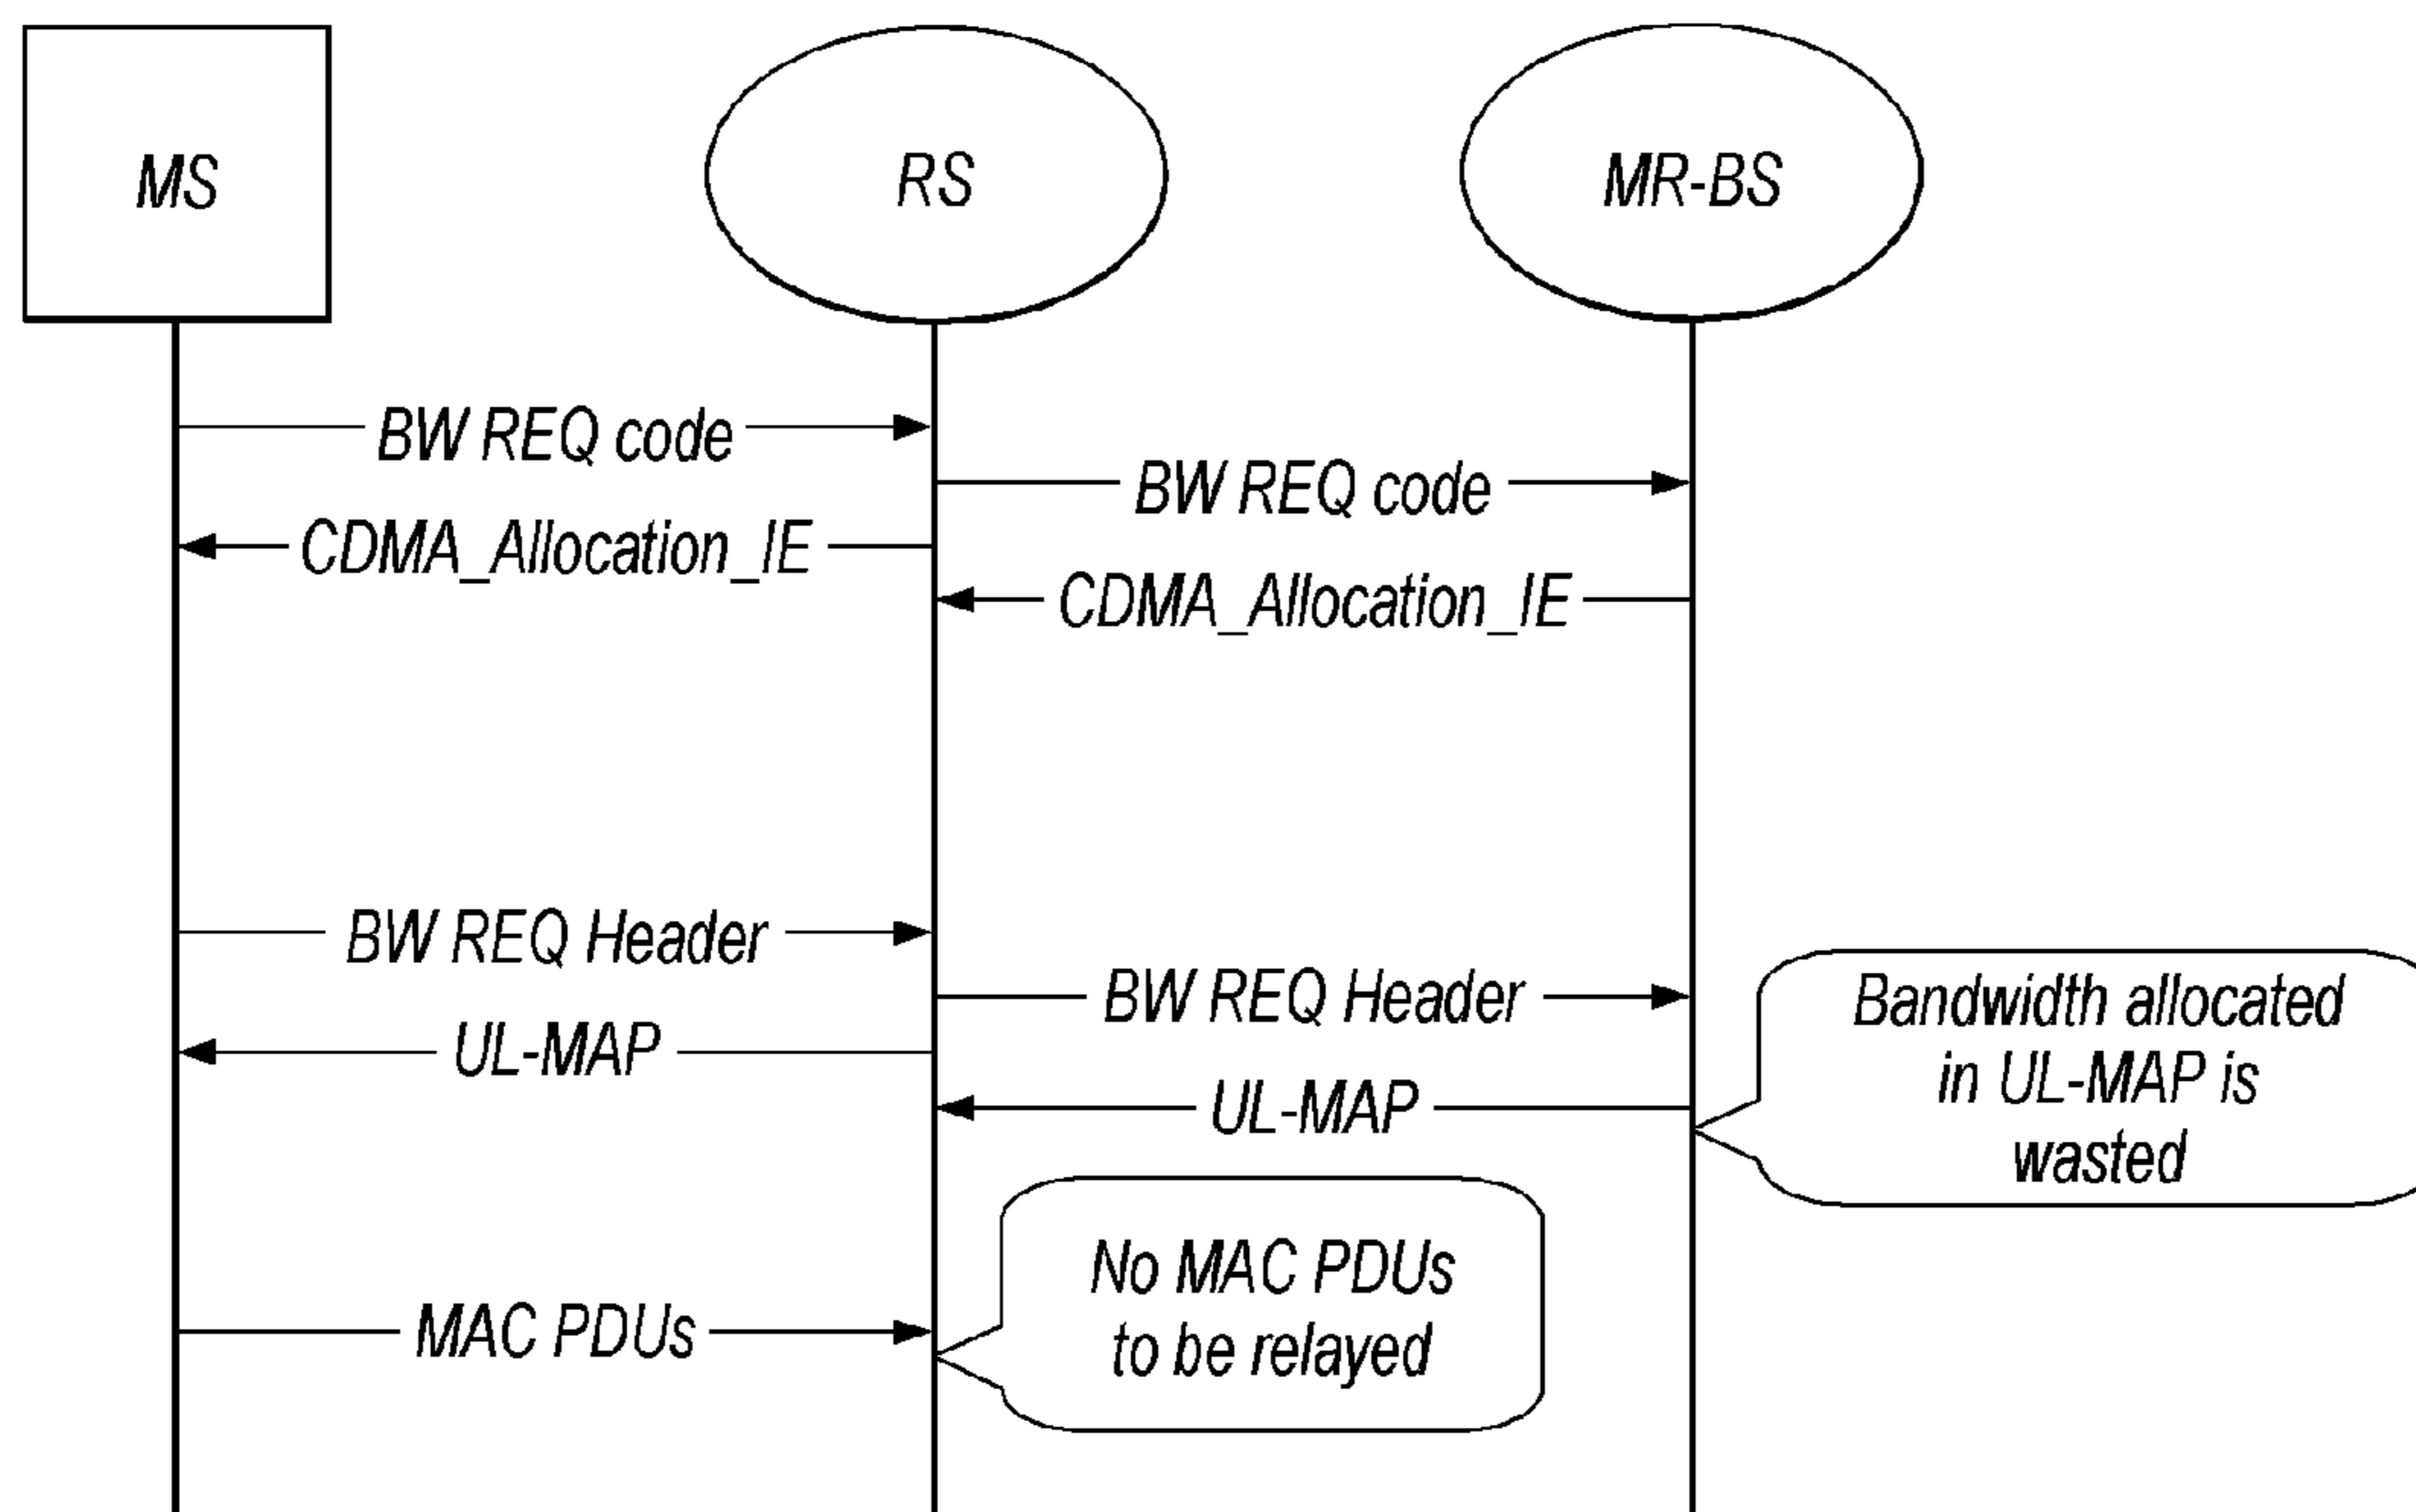 MS
RS
MR-BS
BW REQ code
BW REQ code
CDMA_Allocation_IE
CDMA_Allocation_IE
BW REQ Header
BW REQ Header
UL-MAP
UL-MAP
Bandwidth allocated
in UL-MAP is
wasted
No MAC PDUs
to be relayed
MAC PDUs